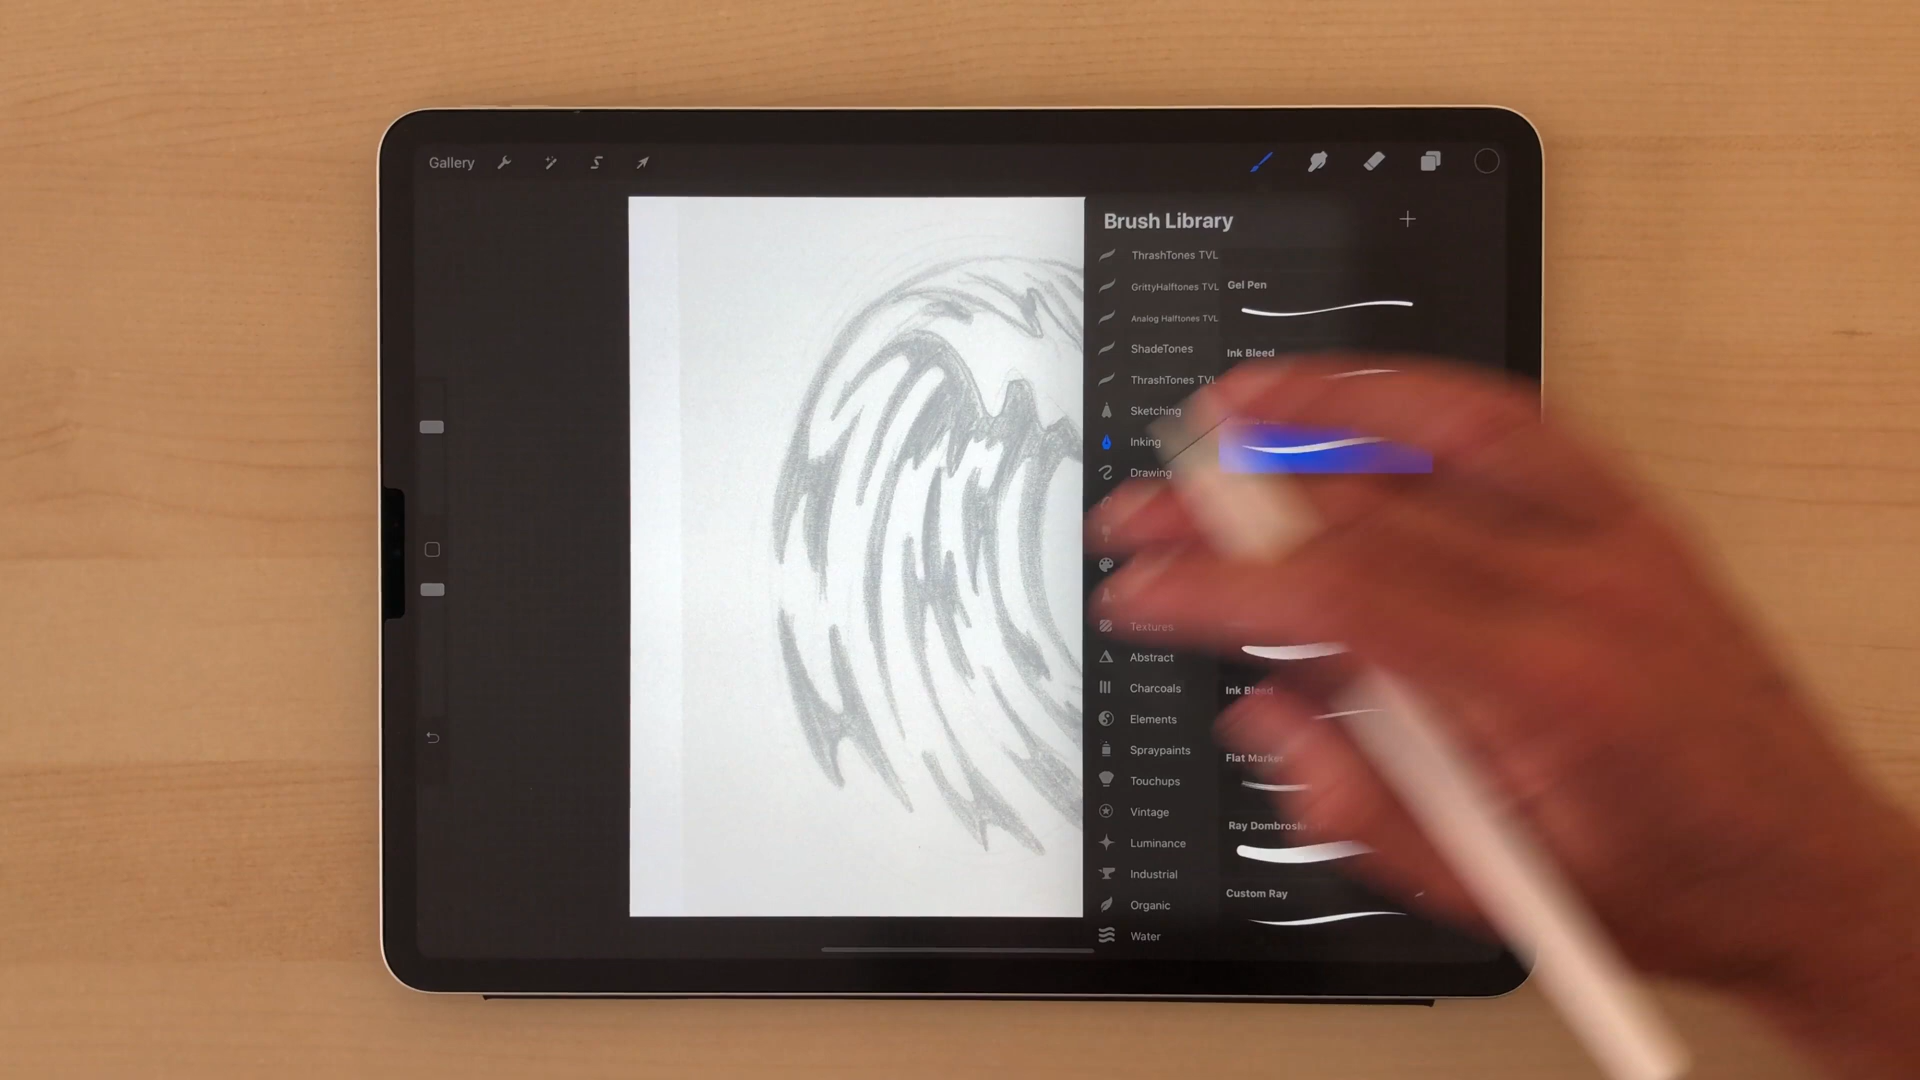 Gallery
Brush Library
ThrashTones TVL
GrittyHalftones TVL
Analog Halftones TVL
ShadeTones
ThrashTones TVL
Sketching
Inking
Drawing
Textures
Abstract
Charcoals
Elements
Spraypaints
Touchups
Vintage
Luminance
Industrial
Organic
Water
Gel Pen
Ink Bleed
Ink Bleed
Flat Marker
Ray
Custom Ray